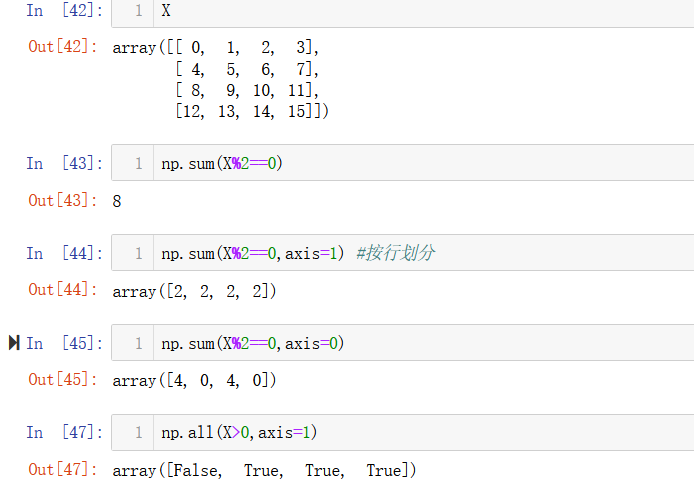 In [42]: 1 X
Out[42]: array([[ 0, 1, 2, 3],
[ 4, 5, 6, 7],
[ 8, 9, 10, 11],
[12, 13, 14, 15]])
In [43]: 1 np.sum(X%2==0)
Out[43]: 8
In [44]: 1 np.sum(X%2==0,axis=1) #按行划分
Out[44]: array([2, 2, 2, 2])
In [45]: 1 np.sum(X%2==0,axis=0)
Out[45]: array([4, 0, 4, 0])
In [47]: 1 np.all(X>0,axis=1)
Out[47]: array([False, True, True, True])